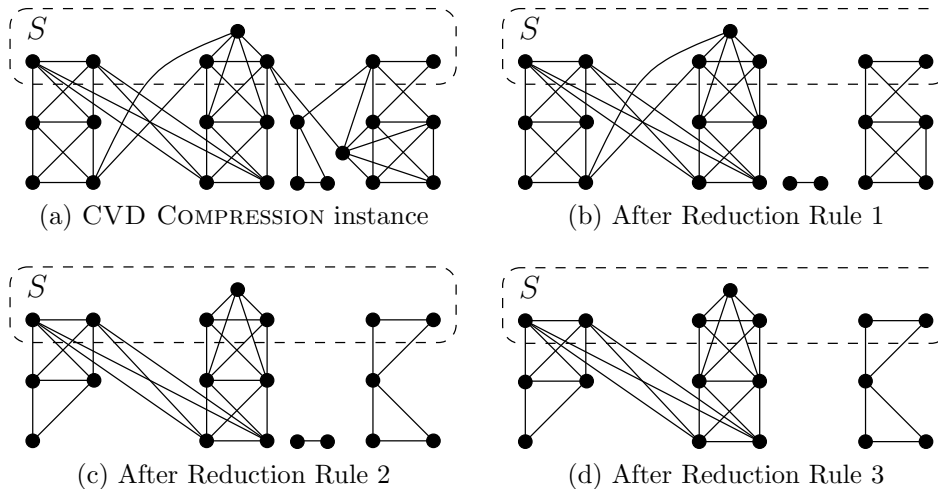 S
S
(a) CVD COMPRESSION instance
(b) After Reduction Rule 1
S
S
(c) After Reduction Rule 2
(d) After Reduction Rule 3